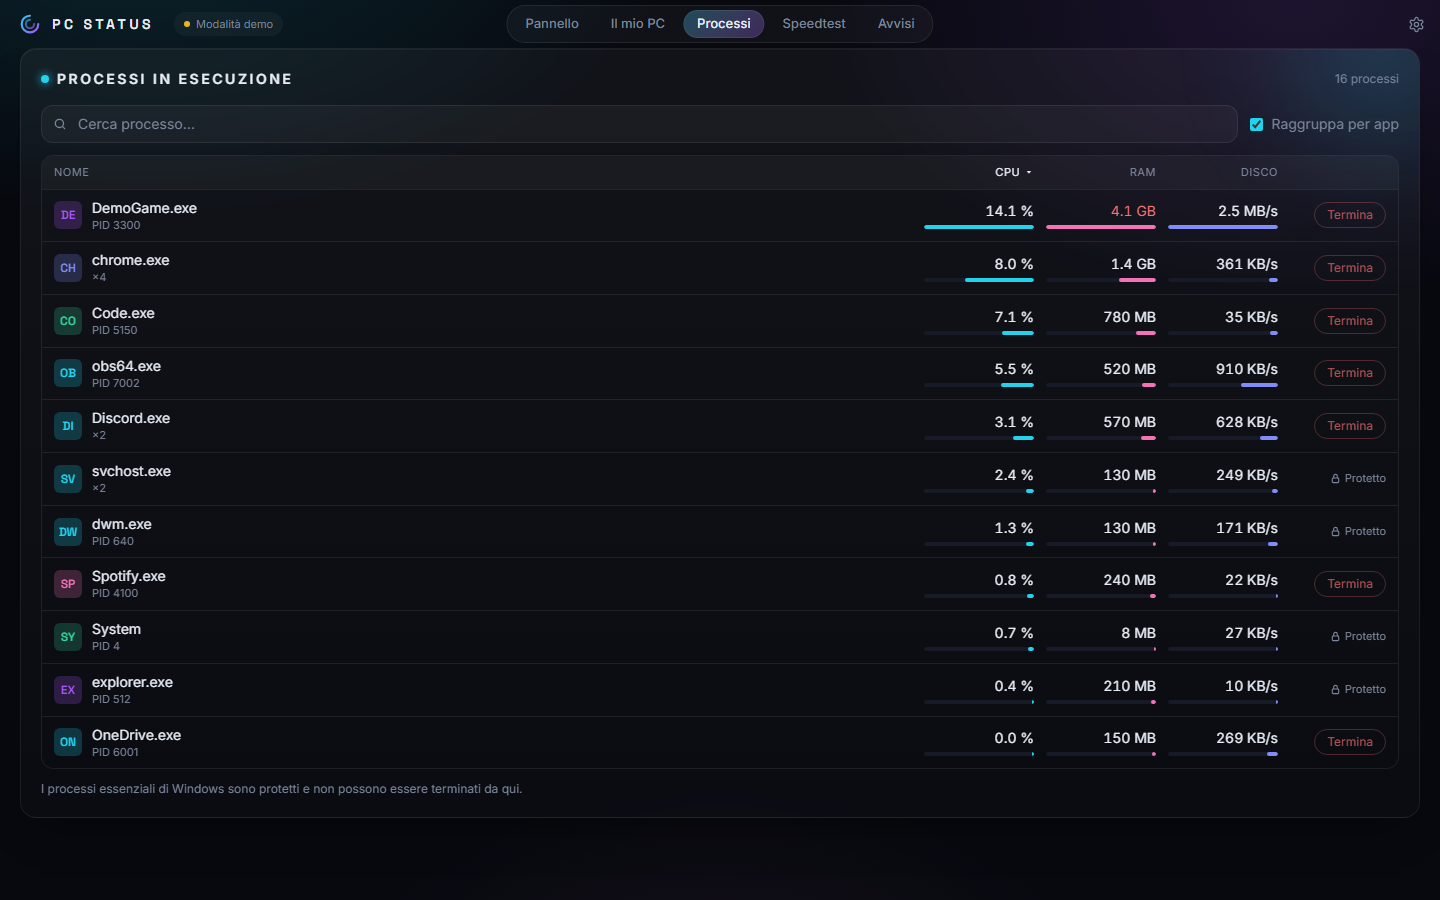 PC STATUS
Modalità demo
Pannello
Il mio PC
Processi
Speedtest
Avvisi
PROCESSI IN ESECUZIONE
16 processi
Cerca processo...
Raggruppa per app
NOME CPU RAM DISCO
DE DemoGame.exe 14.1 % 4.1 GB 2.5 MB/s Termina
PID 3300
CH chrome.exe 8.0 % 1.4 GB 361 KB/s Termina
×4
CO Code.exe 7.1 % 780 MB 35 KB/s Termina
PID 5150
OB obs64.exe 5.5 % 520 MB 910 KB/s Termina
PID 7002
DI Discord.exe 3.1 % 570 MB 628 KB/s Termina
×2
SV svchost.exe 2.4 % 130 MB 249 KB/s Protetto
×2
DW dwm.exe 1.3 % 130 MB 171 KB/s Protetto
PID 640
SP Spotify.exe 0.8 % 240 MB 22 KB/s Termina
PID 4100
SY System 0.7 % 8 MB 27 KB/s Protetto
PID 4
EX explorer.exe 0.4 % 210 MB 10 KB/s Protetto
PID 512
ON OneDrive.exe 0.0 % 150 MB 269 KB/s Termina
PID 6001
I processi essenziali di Windows sono protetti e non possono essere terminati da qui.